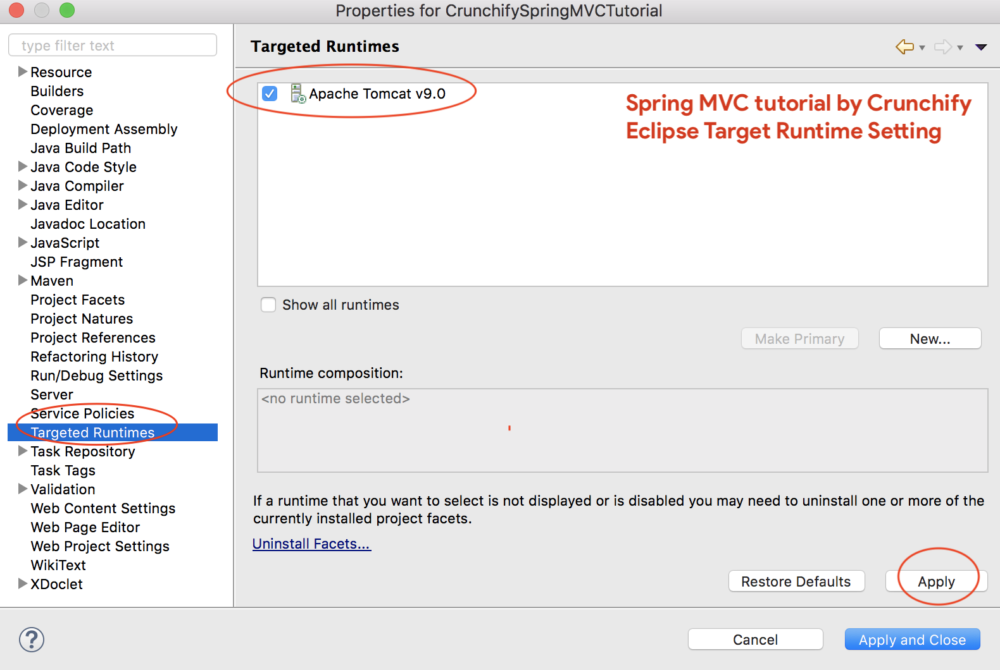 Properties for CrunchifySpringMVCTutorial
type filter text
Resource
Builders
Coverage
Deployment Assembly
Java Build Path
Java Code Style
Java Compiler
Java Editor
Javadoc Location
JavaScript
JSP Fragment
Maven
Project Facets
Project Natures
Project References
Refactoring History
Run/Debug Settings
Server
Service Policies
Targeted Runtimes
Task Repository
Task Tags
Validation
Web Content Settings
Web Page Editor
Web Project Settings
WikiText
XDoclet
Targeted Runtimes
Apache Tomcat v9.0
Spring MVC tutorial by Crunchify
Eclipse Target Runtime Setting
Show all runtimes
Make Primary
New...
Runtime composition:
<no runtime selected>
If a runtime that you want to select is not displayed or is disabled you may need to uninstall one or more of the
currently installed project facets.
Uninstall Facets...
Restore Defaults
Apply
?
Cancel
Apply and Close